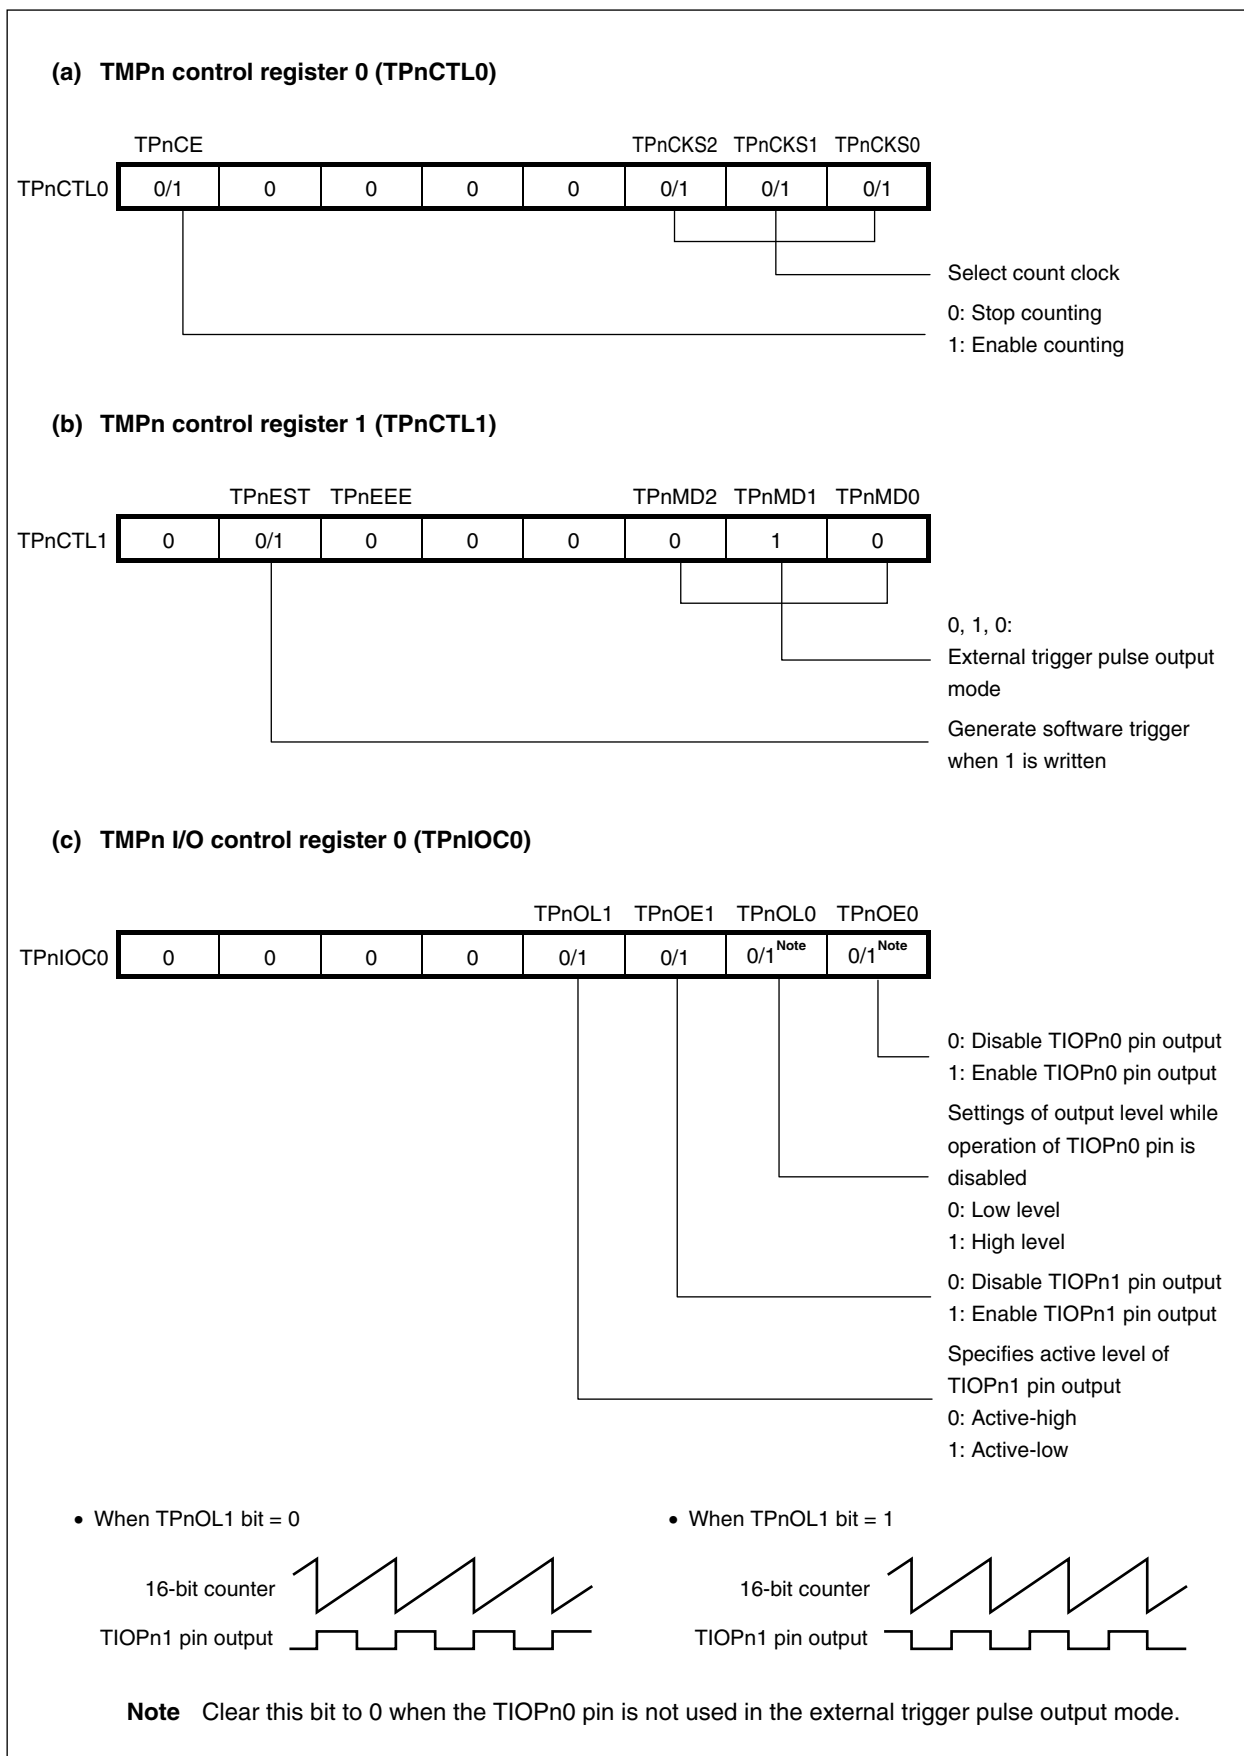 (a) TMPn control register 0 (TPnCTL0)
TPnCE TPnCKS2 TPnCKS1 TPnCKS0
TPnCTL0 0/1 0 0 0 0 0/1 0/1 0/1
Select count clock
0: Stop counting
1: Enable counting
(b) TMPn control register 1 (TPnCTL1)
TPnEST TPnEEE TPnMD2 TPnMD1 TPnMD0
TPnCTL1 0 0/1 0 0 0 0 1 0
0, 1, 0:
External trigger pulse output
mode
Generate software trigger
when 1 is written
(c) TMPn I/O control register 0 (TPnIOC0)
TPnOL1 TPnOE1 TPnOL0 TPnOE0
TPnIOC0 0 0 0 0 0/1 0/1 0/1Note 0/1Note
0: Disable TIOPn0 pin output
1: Enable TIOPn0 pin output
Settings of output level while
operation of TIOPn0 pin is
disabled
0: Low level
1: High level
0: Disable TIOPn1 pin output
1: Enable TIOPn1 pin output
Specifies active level of
TIOPn1 pin output
0: Active-high
1: Active-low
• When TPnOL1 bit = 0
16-bit counter
TIOPn1 pin output
• When TPnOL1 bit = 1
16-bit counter
TIOPn1 pin output
Note Clear this bit to 0 when the TIOPn0 pin is not used in the external trigger pulse output mode.